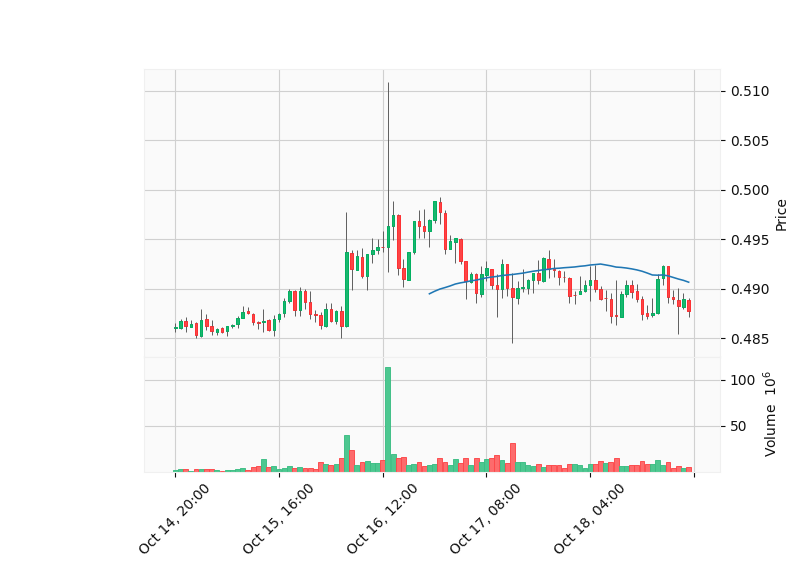 0.510
0.505
0.500
0.495
0.490
0.485
Price
100
50
Volume 10⁶
Oct 14, 20:00
Oct 15, 16:00
Oct 16, 12:00
Oct 17, 08:00
Oct 18, 04:00